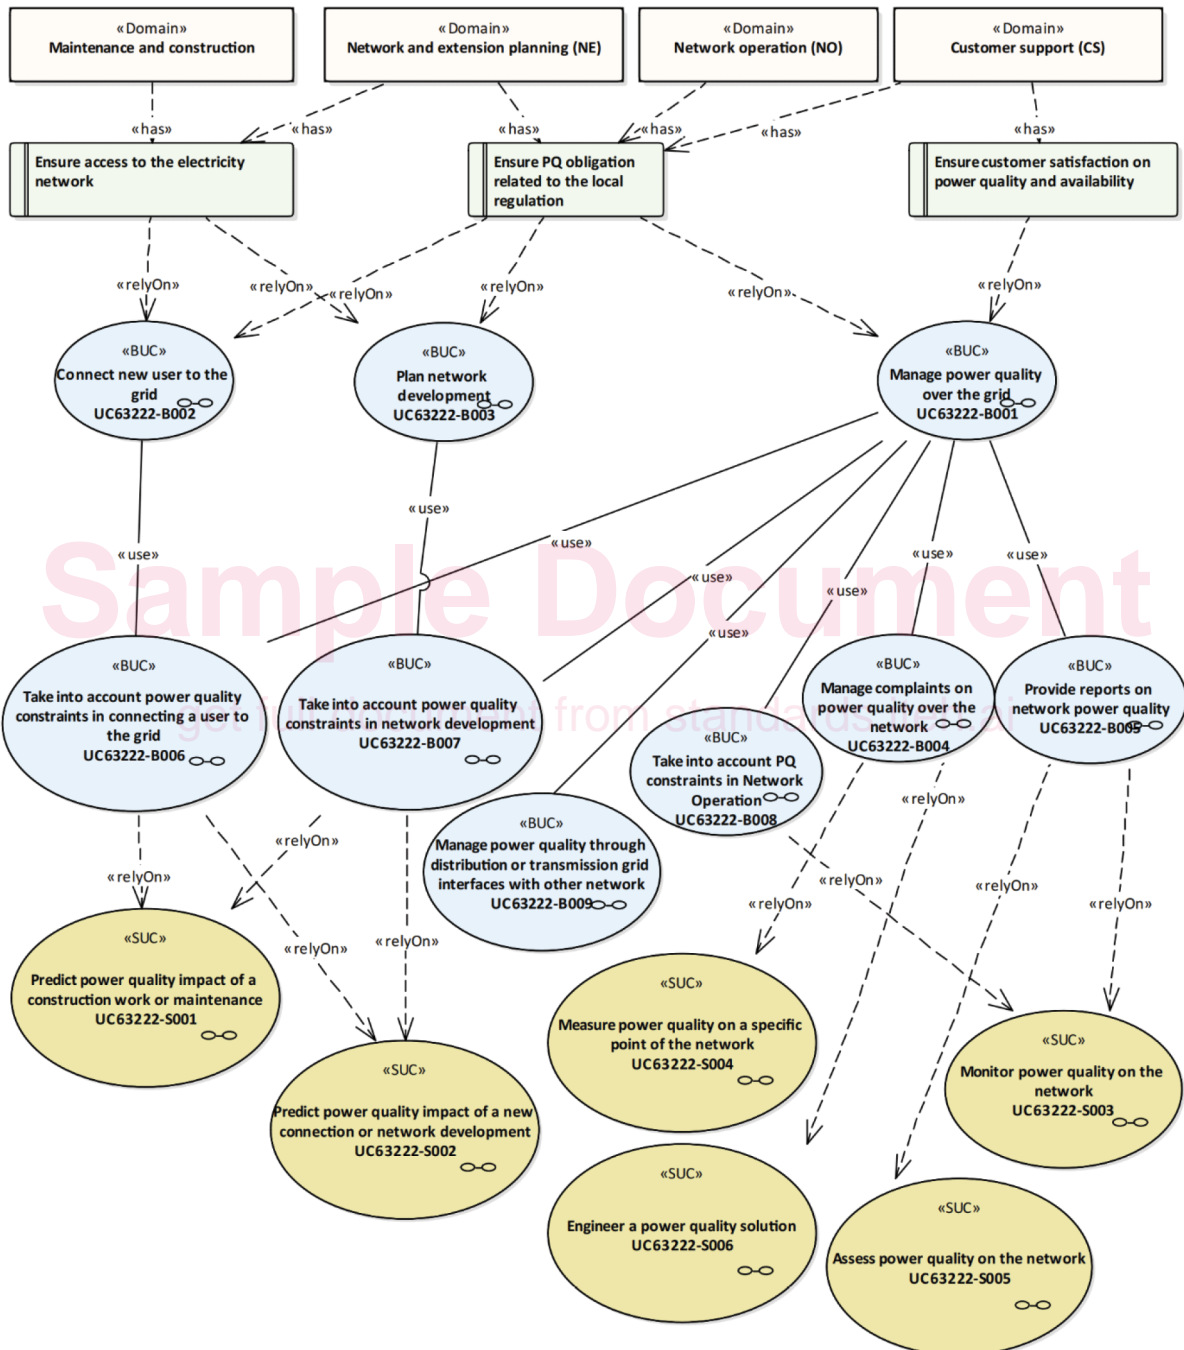 «Domain»
Maintenance and construction
«Domain»
Network and extension planning (NE)
«Domain»
Network operation (NO)
«Domain»
Customer support (CS)
«has»
«has»
«has»
«has»
«has»
«has»
Ensure access to the electricity
network
Ensure PQ obligation
related to the local
regulation
Ensure customer satisfaction on
power quality and availability
«relyOn»
«relyOn»
«relyOn»
«relyOn»
«relyOn»
«relyOn»
«BUC»
Connect new user to the
grid
UC63222-B002
«BUC»
Plan network
development
UC63222-B003
«BUC»
Manage power quality
over the grid
UC63222-B001
«use»
«use»
«use»
«use»
«use»
«use»
«use»
«use»
Sample Document
get full document from standards.iteh.ai
«BUC»
Take into account power quality
constraints in connecting a user to
the grid
UC63222-B006
«BUC»
Take into account power quality
constraints in network development
UC63222-B007
«BUC»
Manage complaints on
power quality over the
network
UC63222-B004
«BUC»
Provide reports on
network power quality
UC63222-B005
«BUC»
Take into account PQ
constraints in Network
Operation
UC63222-B008
«BUC»
Manage power quality through
distribution or transmission grid
interfaces with other network
UC63222-B009
«relyOn»
«relyOn»
«relyOn»
«relyOn»
«relyOn»
«relyOn»
«relyOn»
«relyOn»
«relyOn»
«SUC»
Predict power quality impact of a
construction work or maintenance
UC63222-S001
«SUC»
Predict power quality impact of a new
connection or network development
UC63222-S002
«SUC»
Measure power quality on a specific
point of the network
UC63222-S004
«SUC»
Monitor power quality on the
network
UC63222-S003
«SUC»
Engineer a power quality solution
UC63222-S006
«SUC»
Assess power quality on the network
UC63222-S005